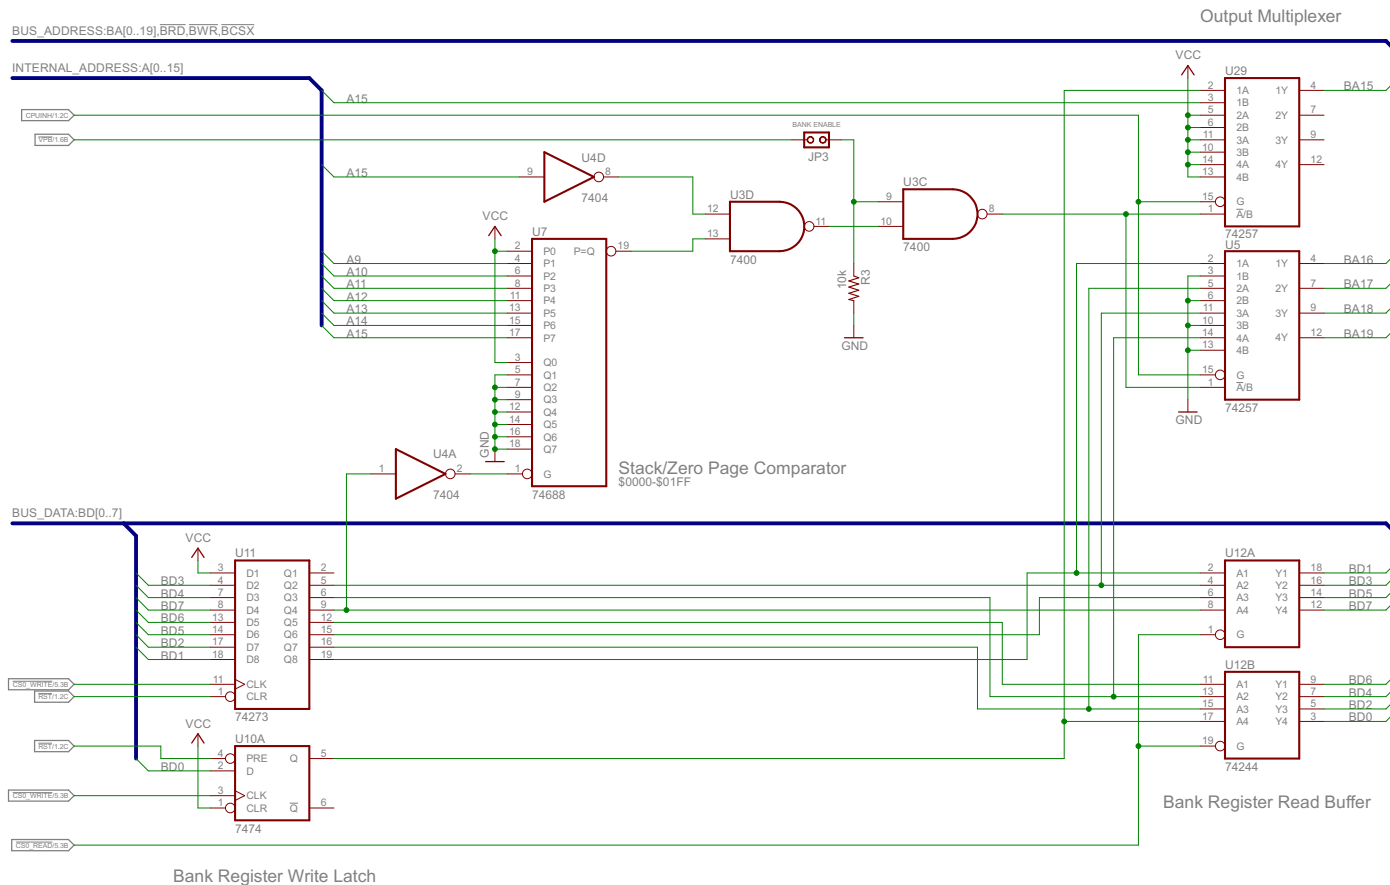 Output Multiplexer
BUS_ADDRESS:BA[0..19],BRD,BWR,BCSX
VCC
INTERNAL_ADDRESS:A[0..15]
U29
2 1A 1Y 4 BA15
A15
3 1B
CPUINH/1.2C
5 2A 2Y 7
6 2B
BANK ENABLE
VPB/1.6B
11 3A 3Y 9
10 3B
JP3
14 4A 4Y 12
13 4B
U4D
A15 9 8
7404
U3C
U3D
9
15 G
10
8
1 A/B
7400
74257
12
13
11
7400
VCC
U7
2 P0 P=Q 19
A9 4 P1
A10 6 P2
A11 8 P3
A12 11 P4
A13 13 P5
A14 15 P6
A15 17 P7
3 Q0
5 Q1
7 Q2
9 Q3
12 Q4
14 Q5
16 Q6
18 Q7
GND
1 G
74688
10k
R3
GND
U5
2 1A 1Y 4 BA16
3 1B
5 2A 2Y 7 BA17
6 2B
11 3A 3Y 9 BA18
10 3B
14 4A 4Y 12 BA19
13 4B
15 G
1 A/B
74257
GND
U4A
1 2
7404
Stack/Zero Page Comparator
$0000-$01FF
BUS_DATA:BD[0..7]
VCC
U11
3 D1 Q1 2
BD3 4 D2 Q2 5
BD4 7 D3 Q3 6
BD7 8 D4 Q4 9
BD6 13 D5 Q5 12
BD5 14 D6 Q6 15
BD2 17 D7 Q7 16
BD1 18 D8 Q8 19
CS0_WRITE/5.3B
11 CLK
RST/1.2C
1 CLR
74273
U12A
2 A1 Y1 18 BD1
4 A2 Y2 16 BD3
6 A3 Y3 14 BD5
8 A4 Y4 12 BD7
1 G
U12B
11 A1 Y1 9 BD6
13 A2 Y2 7 BD4
15 A3 Y3 5 BD2
17 A4 Y4 3 BD0
19 G
74244
VCC
U10A
RST/1.2C
4 PRE Q 5
BD0 2 D
CS0_WRITE/5.3B
3 CLK
1 CLR Q 6
7474
Bank Register Read Buffer
CS0_READ/5.3B
Bank Register Write Latch